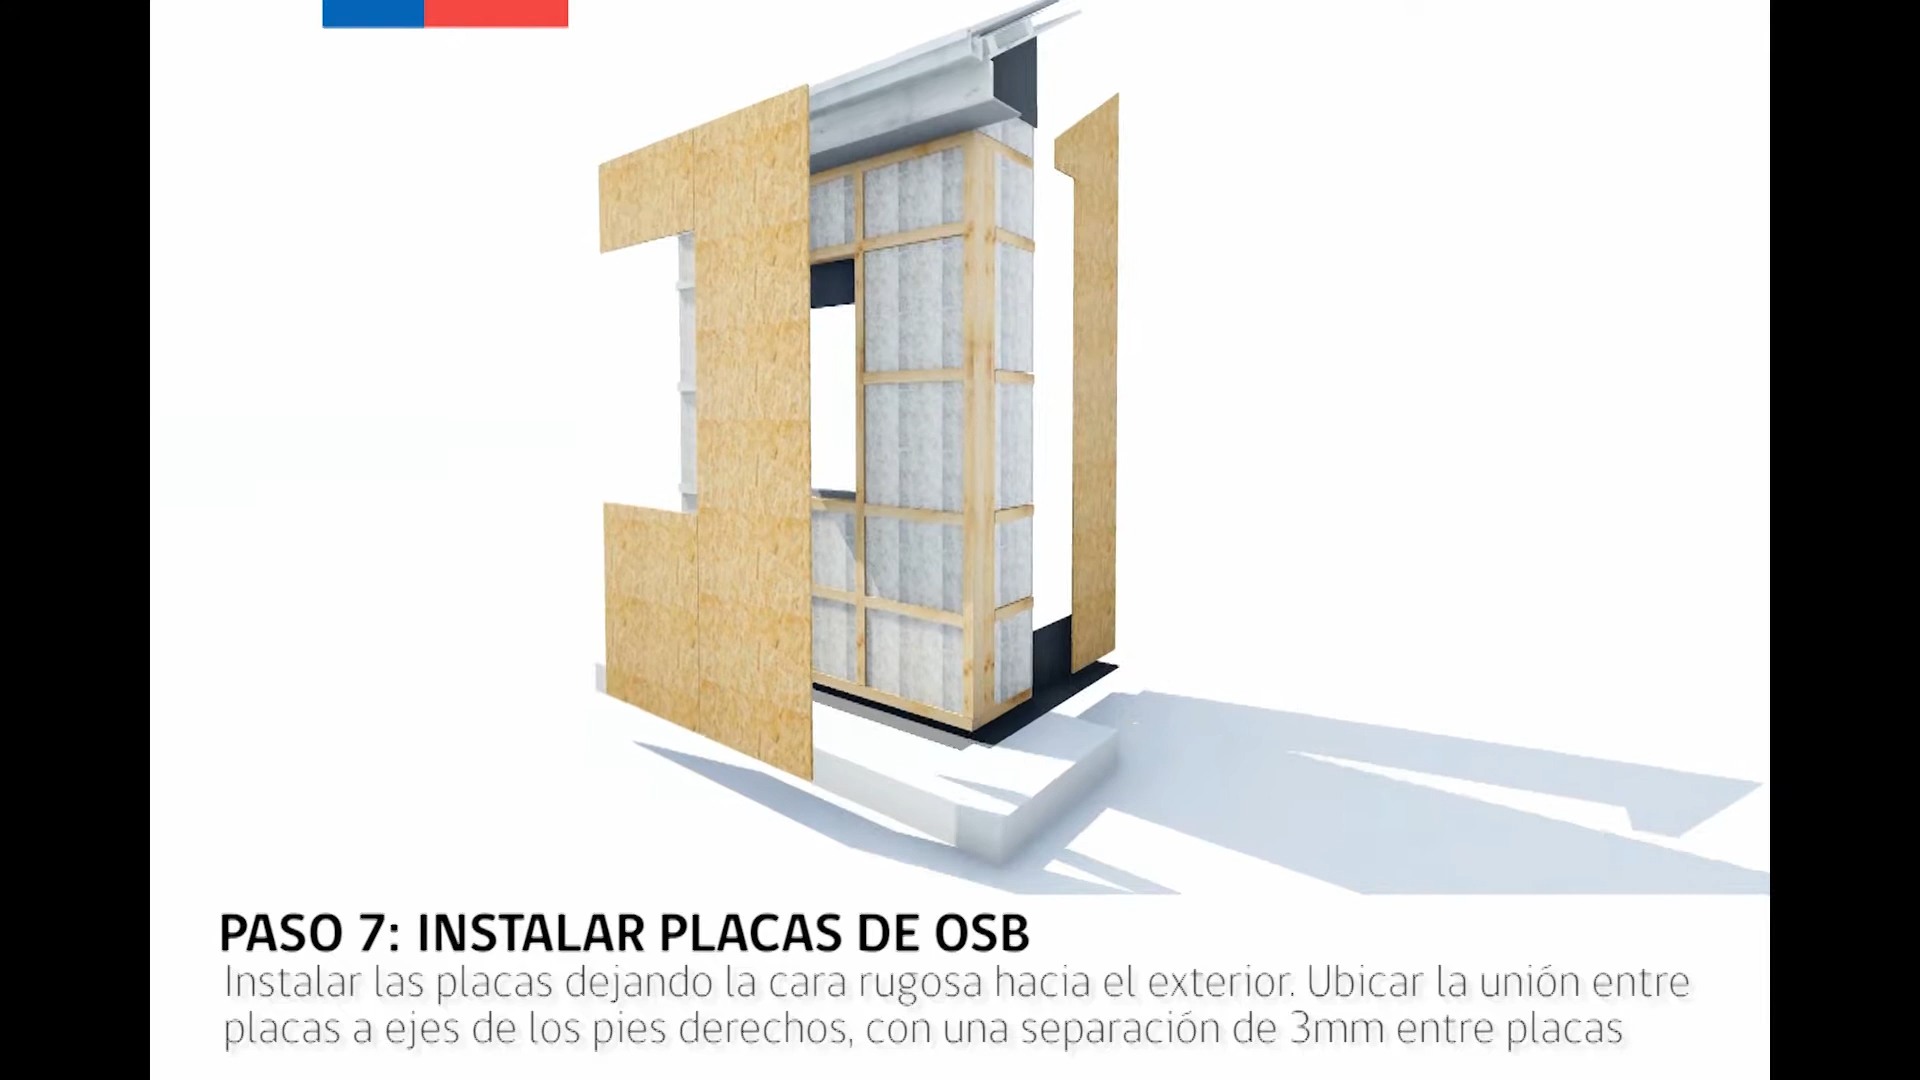 PASO 7: INSTALAR PLACAS DE OSB
Instalar las placas dejando la cara rugosa hacia el exterior. Ubicar la unión entre
placas a ejes de los pies derechos, con una separación de 3mm entre placas